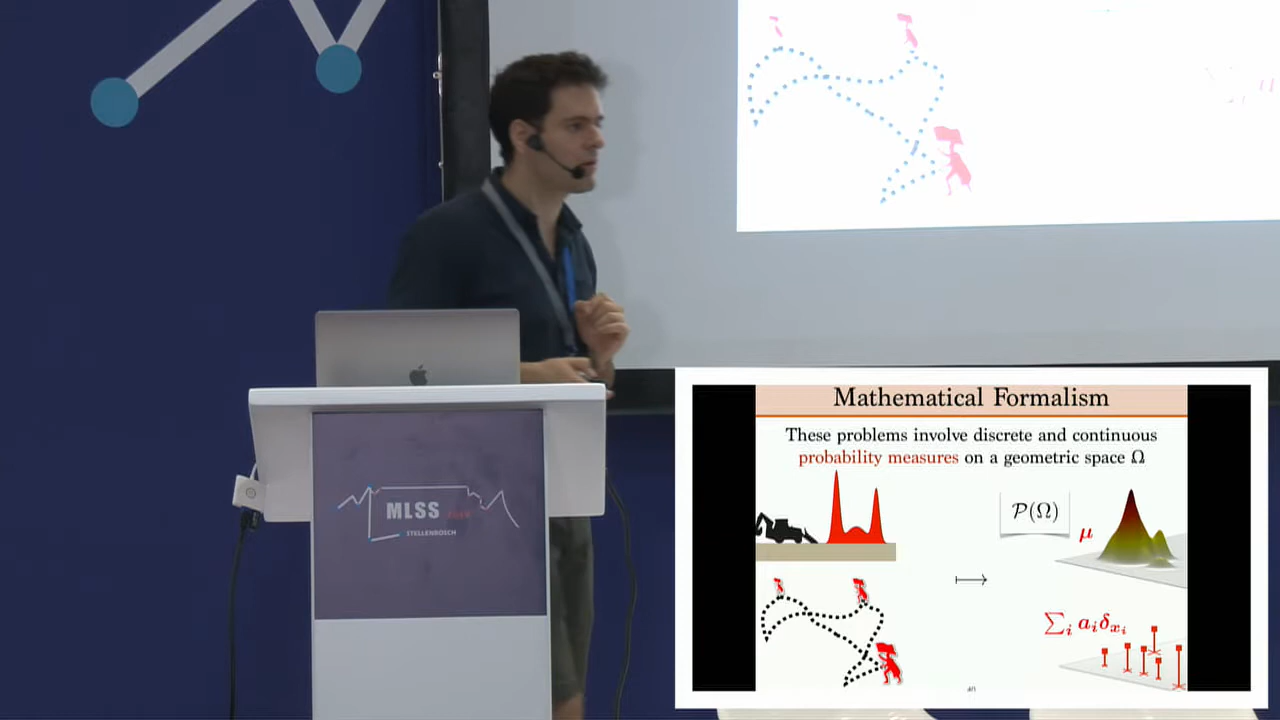 MLSS
STELLENBOSCH
Mathematical Formalism
These problems involve discrete and continuous
probability measures on a geometric space Ω
𝒫(Ω)
μ
⟼
∑ᵢ aᵢδₓᵢ